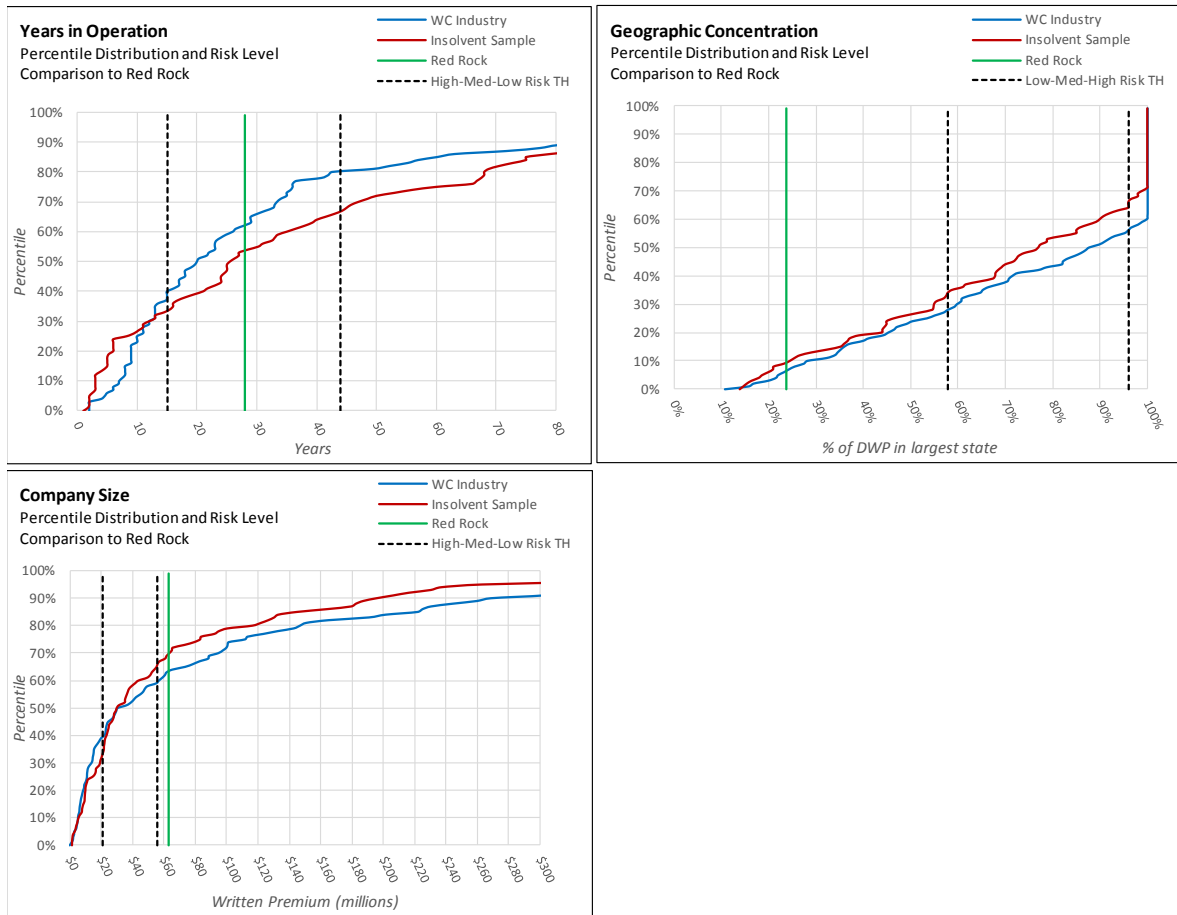 Years in Operation
Percentile Distribution and Risk Level
Comparison to Red Rock
WC Industry
Insolvent Sample
Red Rock
High-Med-Low Risk TH
100%
90%
80%
70%
60%
50%
40%
30%
20%
10%
0%
Percentile
0
10
20
30
40
50
60
70
80
Years
Geographic Concentration
Percentile Distribution and Risk Level
Comparison to Red Rock
WC Industry
Insolvent Sample
Red Rock
Low-Med-High Risk TH
100%
90%
80%
70%
60%
50%
40%
30%
20%
10%
0%
Percentile
0%
10%
20%
30%
40%
50%
60%
70%
80%
90%
100%
% of DWP in largest state
Company Size
Percentile Distribution and Risk Level
Comparison to Red Rock
WC Industry
Insolvent Sample
Red Rock
High-Med-Low Risk TH
100%
90%
80%
70%
60%
50%
40%
30%
20%
10%
0%
Percentile
$0
$20
$40
$60
$80
$100
$120
$140
$160
$180
$200
$220
$240
$260
$280
$300
Written Premium (millions)